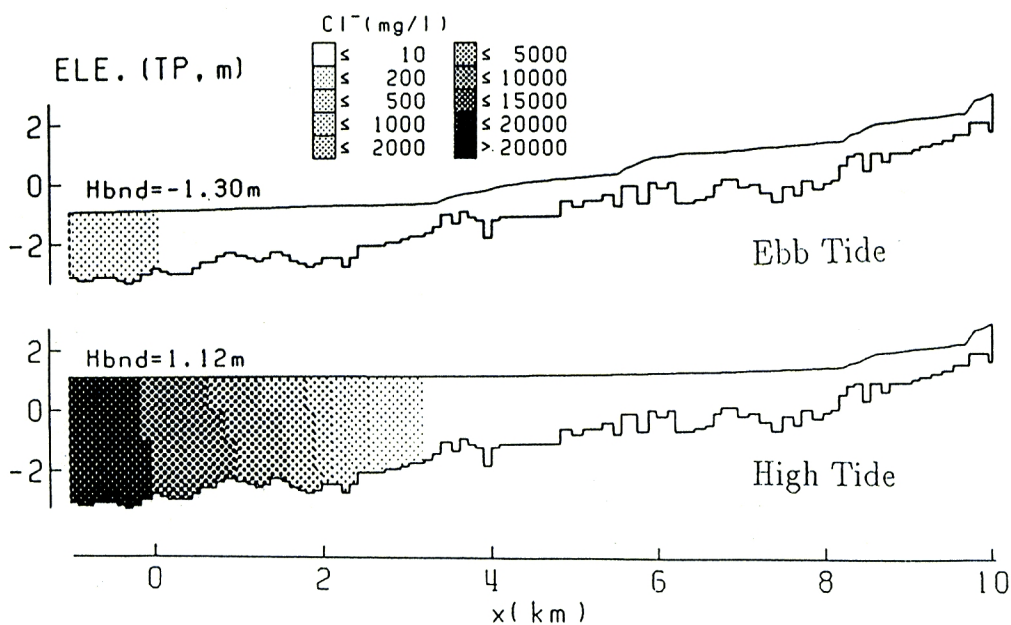 Cl⁻(mg/l)
≤ 10 ≤ 5000
≤ 200 ≤ 10000
≤ 500 ≤ 15000
≤ 1000 ≤ 20000
≤ 2000 > 20000
ELE. (TP, m)
2
0
-2
Hbnd=-1.30m
Ebb Tide
2
0
-2
Hbnd=1.12m
High Tide
0 2 4 6 8 10
x(km)